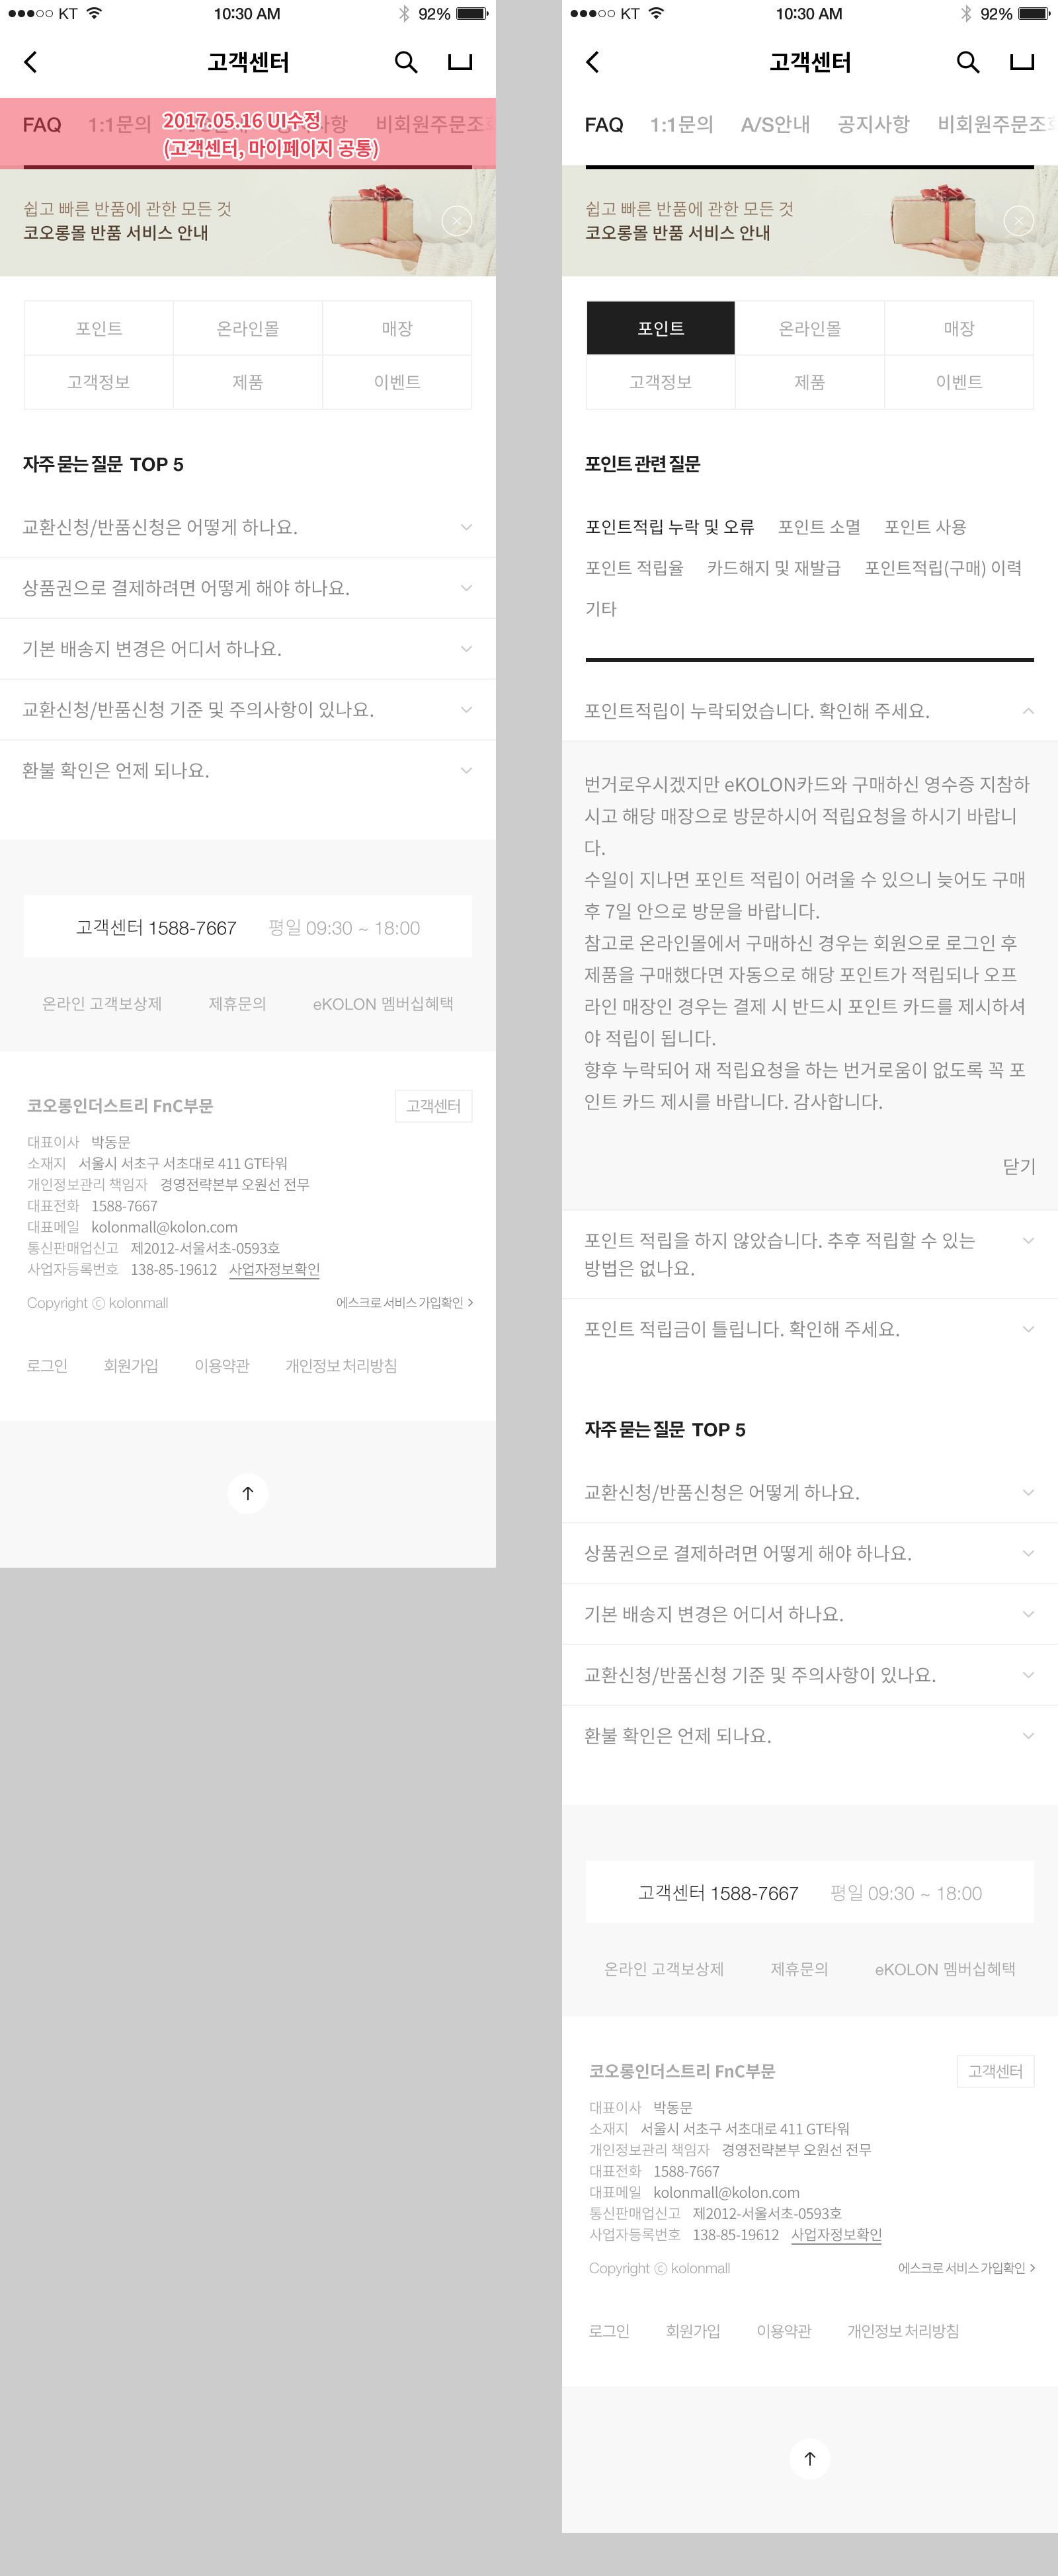 KT 10:30 AM 92%
고객센터
FAQ 1:1문의 사항 비회원주문조
2017.05.16 UI수정
(고객센터, 마이페이지 공통)
쉽고 빠른 반품에 관한 모든 것
코오롱몰 반품 서비스 안내
포인트 온라인몰 매장
고객정보 제품 이벤트
자주 묻는 질문 TOP 5
교환신청/반품신청은 어떻게 하나요.
상품권으로 결제하려면 어떻게 해야 하나요.
기본 배송지 변경은 어디서 하나요.
교환신청/반품신청 기준 및 주의사항이 있나요.
환불 확인은 언제 되나요.
고객센터 1588-7667 평일 09:30 ~ 18:00
온라인 고객보상제 제휴문의 eKOLON 멤버십혜택
코오롱인더스트리 FnC부문 고객센터
대표이사 박동문
소재지 서울시 서초구 서초대로 411 GT타워
개인정보관리 책임자 경영전략본부 오원선 전무
대표전화 1588-7667
대표메일 kolonmall@kolon.com
통신판매업신고 제2012-서울서초-0593호
사업자등록번호 138-85-19612 사업자정보확인
Copyright ⓒ kolonmall 에스크로 서비스 가입확인 >
로그인 회원가입 이용약관 개인정보 처리방침
KT 10:30 AM 92%
고객센터
FAQ 1:1문의 A/S안내 공지사항 비회원주문조
쉽고 빠른 반품에 관한 모든 것
코오롱몰 반품 서비스 안내
포인트 온라인몰 매장
고객정보 제품 이벤트
포인트 관련 질문
포인트적립 누락 및 오류 포인트 소멸 포인트 사용
포인트 적립율 카드해지 및 재발급 포인트적립(구매) 이력
기타
포인트적립이 누락되었습니다. 확인해 주세요.
번거로우시겠지만 eKOLON카드와 구매하신 영수증 지참하
시고 해당 매장으로 방문하시어 적립요청을 하시기 바랍니
다.
수일이 지나면 포인트 적립이 어려울 수 있으니 늦어도 구매
후 7일 안으로 방문을 바랍니다.
참고로 온라인몰에서 구매하신 경우는 회원으로 로그인 후
제품을 구매했다면 자동으로 해당 포인트가 적립되나 오프
라인 매장인 경우는 결제 시 반드시 포인트 카드를 제시하셔
야 적립이 됩니다.
향후 누락되어 재 적립요청을 하는 번거로움이 없도록 꼭 포
인트 카드 제시를 바랍니다. 감사합니다.
닫기
포인트 적립을 하지 않았습니다. 추후 적립할 수 있는
방법은 없나요.
포인트 적립금이 틀립니다. 확인해 주세요.
자주 묻는 질문 TOP 5
교환신청/반품신청은 어떻게 하나요.
상품권으로 결제하려면 어떻게 해야 하나요.
기본 배송지 변경은 어디서 하나요.
교환신청/반품신청 기준 및 주의사항이 있나요.
환불 확인은 언제 되나요.
고객센터 1588-7667 평일 09:30 ~ 18:00
온라인 고객보상제 제휴문의 eKOLON 멤버십혜택
코오롱인더스트리 FnC부문 고객센터
대표이사 박동문
소재지 서울시 서초구 서초대로 411 GT타워
개인정보관리 책임자 경영전략본부 오원선 전무
대표전화 1588-7667
대표메일 kolonmall@kolon.com
통신판매업신고 제2012-서울서초-0593호
사업자등록번호 138-85-19612 사업자정보확인
Copyright ⓒ kolonmall 에스크로 서비스 가입확인 >
로그인 회원가입 이용약관 개인정보 처리방침